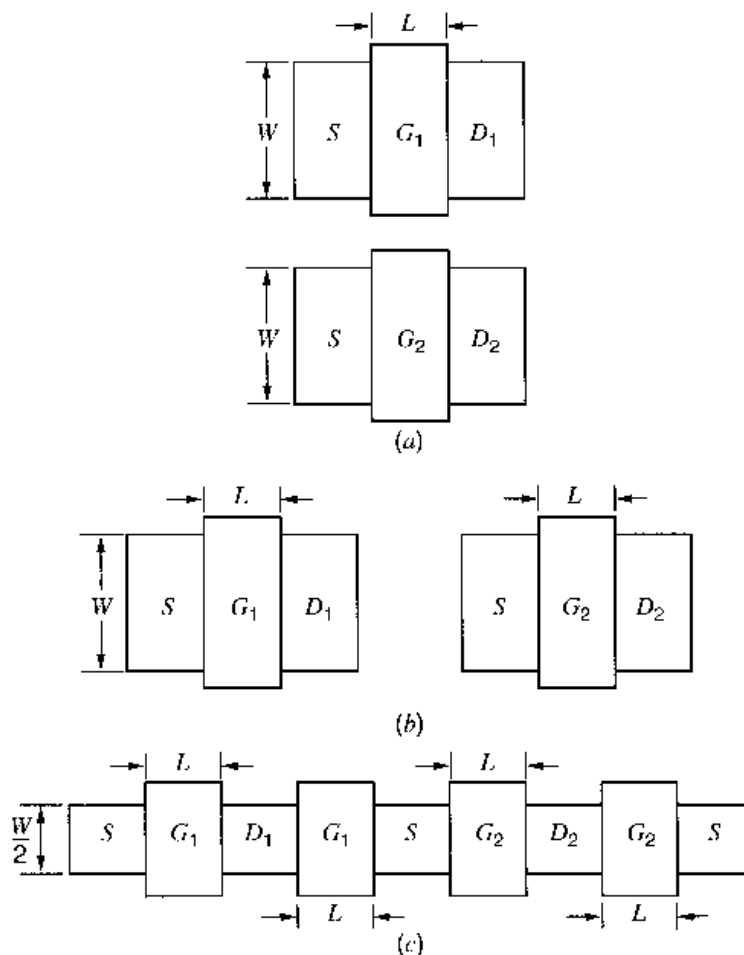 L
W S G₁ D₁
W S G₂ D₂
(a)
L L
W S G₁ D₁ S G₂ D₂
(b)
L L
W/2 S G₁ D₁ G₁ S G₂ D₂ G₂ S
L L
(c)